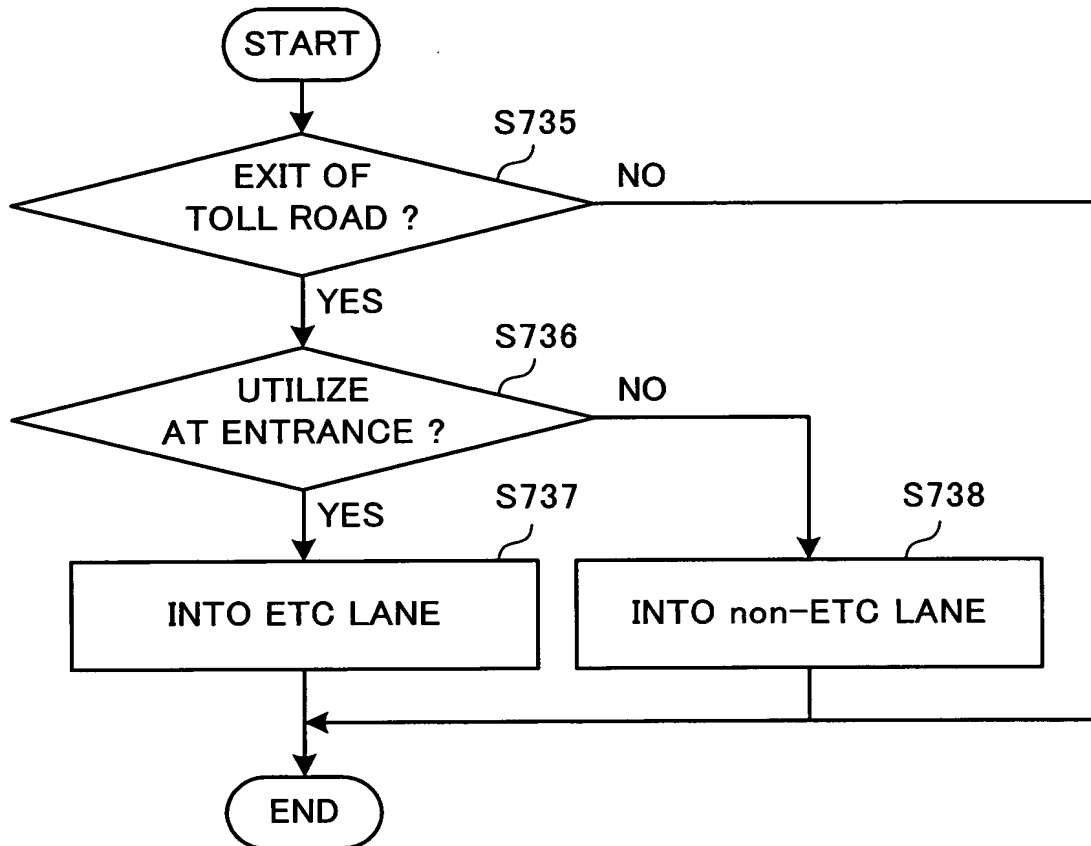 START
S735
EXIT OF
TOLL ROAD ?
NO
YES
S736
UTILIZE
AT ENTRANCE ?
NO
YES
S737
S738
INTO ETC LANE
INTO non-ETC LANE
END